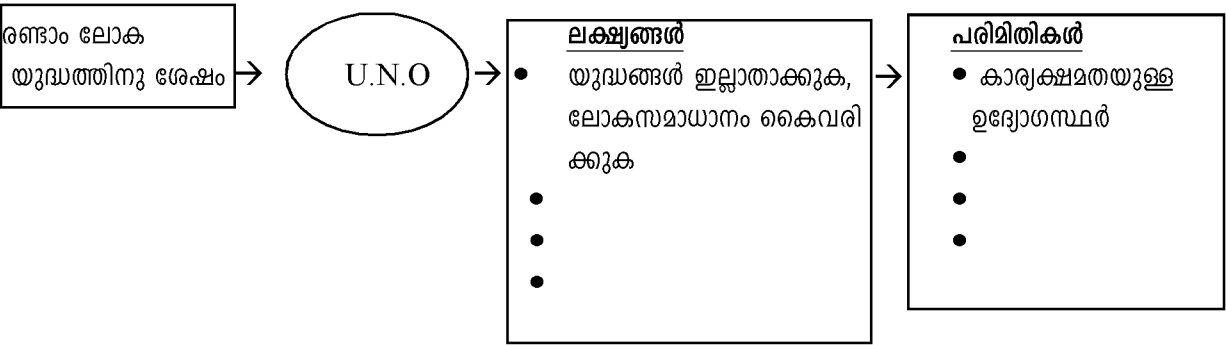 രണ്ടാം ലോക
യുദ്ധത്തിനു ശേഷം
U.N.O
ലക്ഷ്യങ്ങൾ
• യുദ്ധങ്ങൾ ഇല്ലാതാക്കുക,
ലോകസമാധാനം കൈവരി
ക്കുക
•
•
•
പരിമിതികൾ
• കാര്യക്ഷമതയുള്ള
ഉദ്യോഗസ്ഥർ
•
•
•